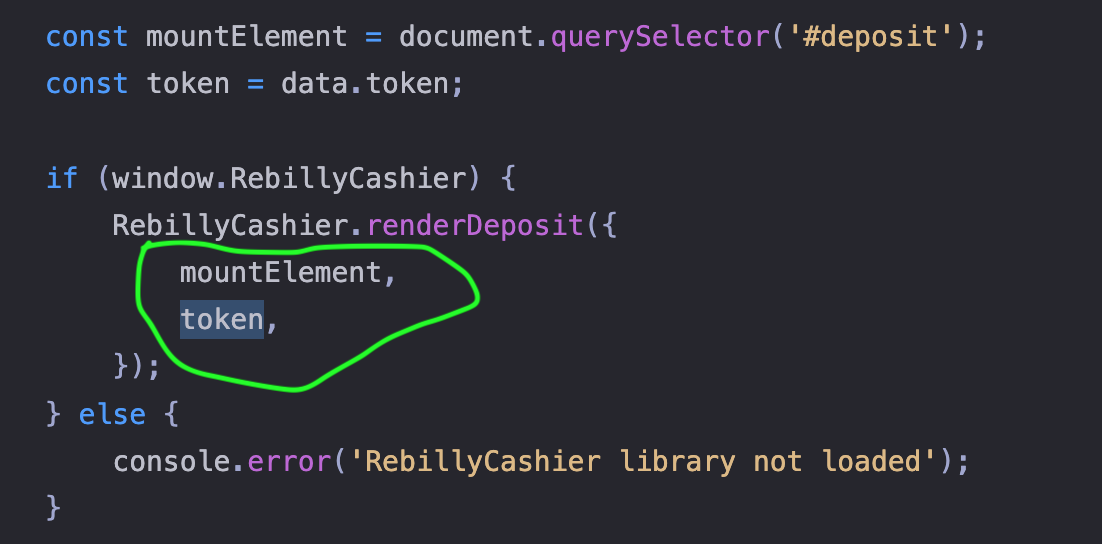 const mountElement = document.querySelector('#deposit');
const token = data.token;
if (window.RebillyCashier) {
RebillyCashier.renderDeposit({
mountElement,
token,
});
} else {
console.error('RebillyCashier library not loaded');
}